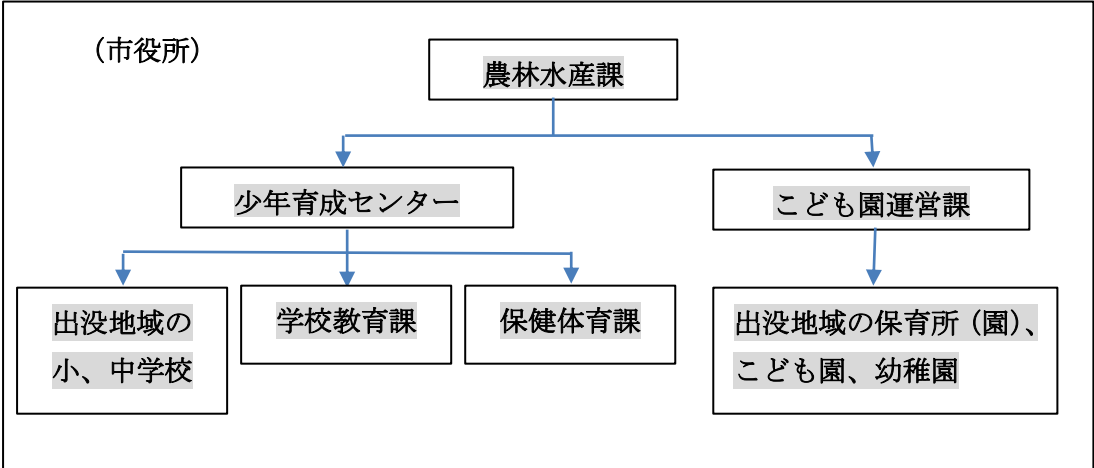 （市役所）
農林水産課
少年育成センター
こども園運営課
出没地域の
小、中学校
学校教育課
保健体育課
出没地域の保育所（園）、
こども園、幼稚園